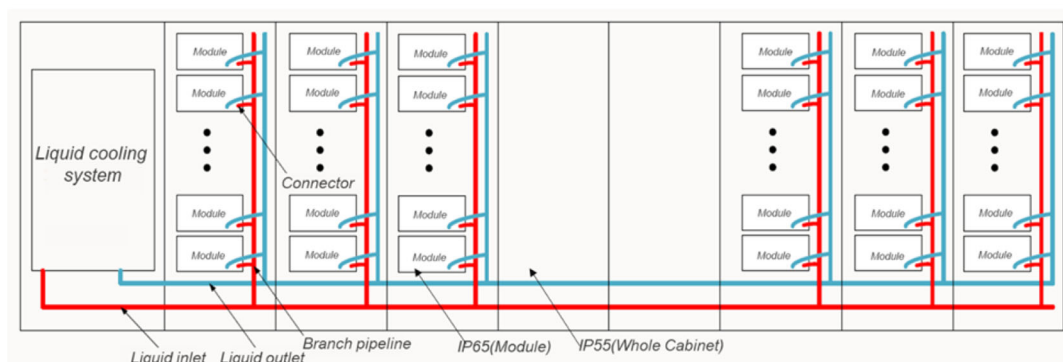 Module Module Module Module Module Module
Module Module Module Module Module Module
Liquid cooling
system
Connector
Module Module Module Module Module Module
Module Module Module Module Module Module
Branch pipeline
IP65(Module)
IP55(Whole Cabinet)
Liquid inlet
Liquid outlet